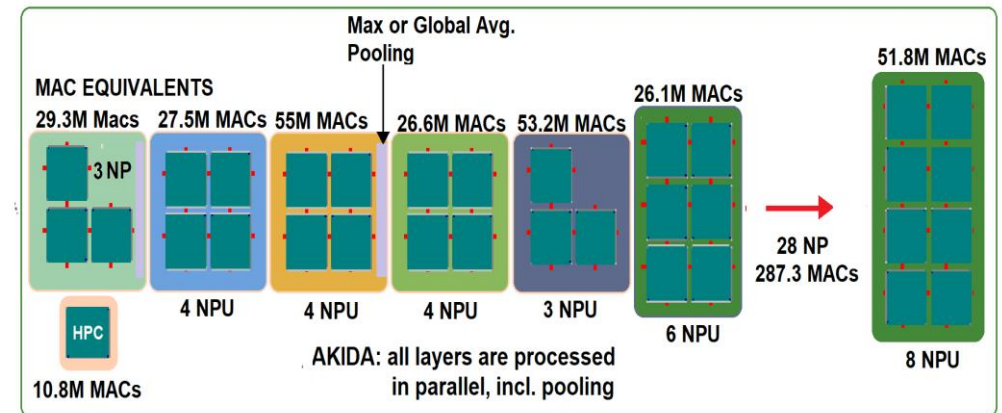 Max or Global Avg.
Pooling
MAC EQUIVALENTS
29.3M Macs
27.5M MACs
55M MACs
26.6M MACs
53.2M MACs
26.1M MACs
51.8M MACs
3 NP
28 NP
287.3 MACs
4 NPU
4 NPU
4 NPU
3 NPU
6 NPU
8 NPU
HPC
10.8M MACs
AKIDA: all layers are processed
in parallel, incl. pooling